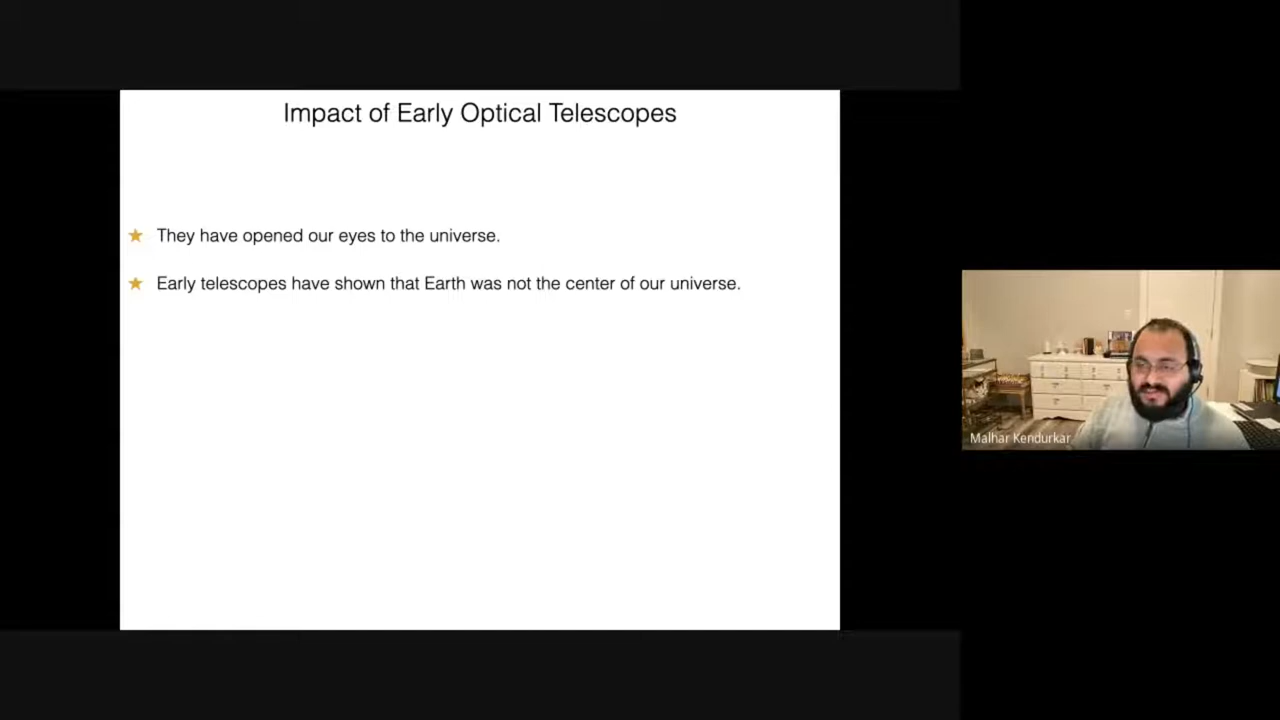 Impact of Early Optical Telescopes
They have opened our eyes to the universe.
Early telescopes have shown that Earth was not the center of our universe.
Malhar Kendurkar